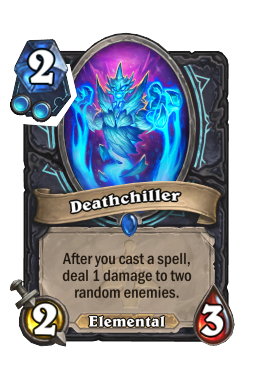 2
Deathchiller
After you cast a spell,
deal 1 damage to two
random enemies.
2 Elemental 3